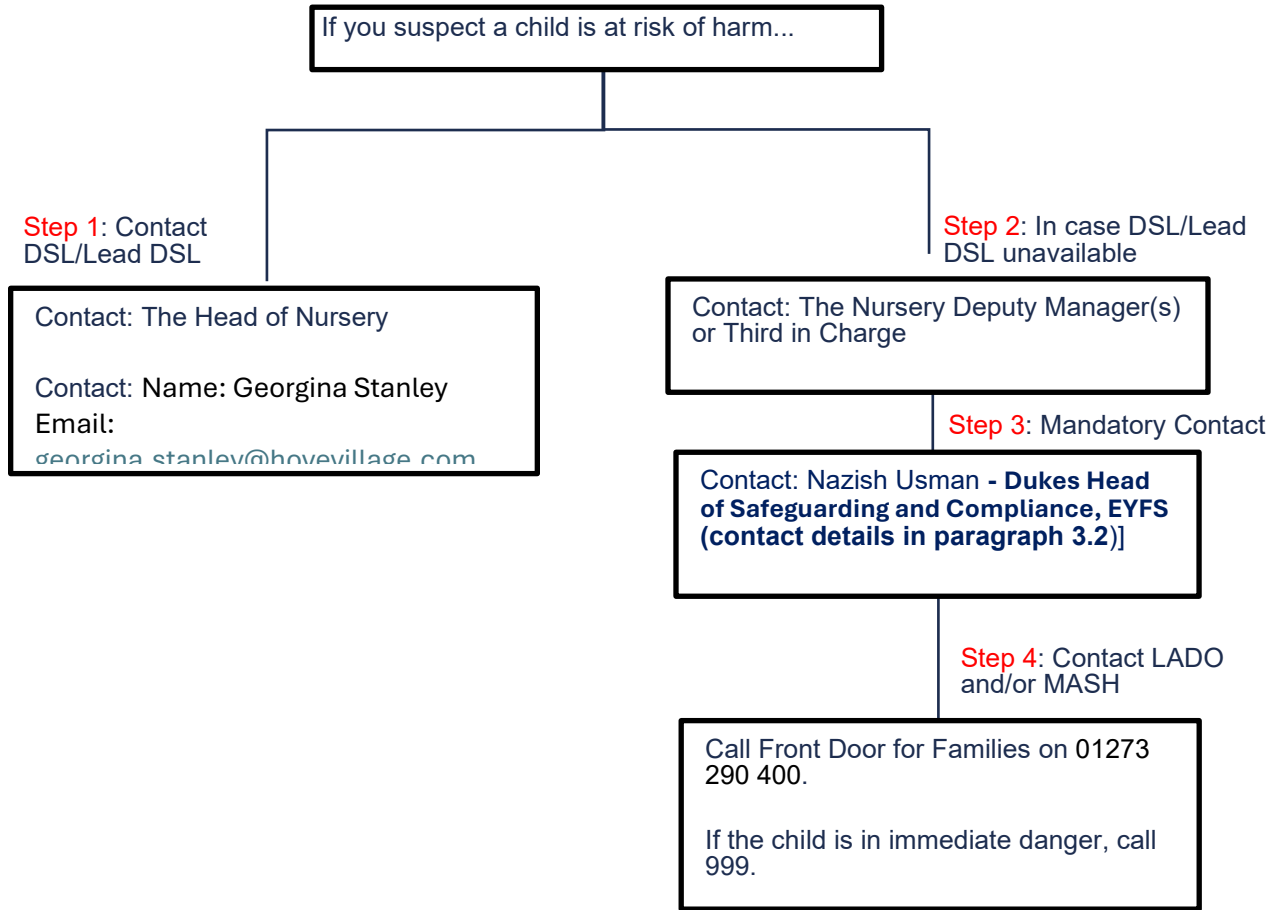 If you suspect a child is at risk of harm...
Step 1: Contact
DSL/Lead DSL
Contact: The Head of Nursery
Contact: Name: Georgina Stanley
Email:
georgina.stanley@hovevillage.com
Step 2: In case DSL/Lead
DSL unavailable
Contact: The Nursery Deputy Manager(s)
or Third in Charge
Step 3: Mandatory Contact
Contact: Nazish Usman - Dukes Head
of Safeguarding and Compliance, EYFS
(contact details in paragraph 3.2)]
Step 4: Contact LADO
and/or MASH
Call Front Door for Families on 01273
290 400.
If the child is in immediate danger, call
999.